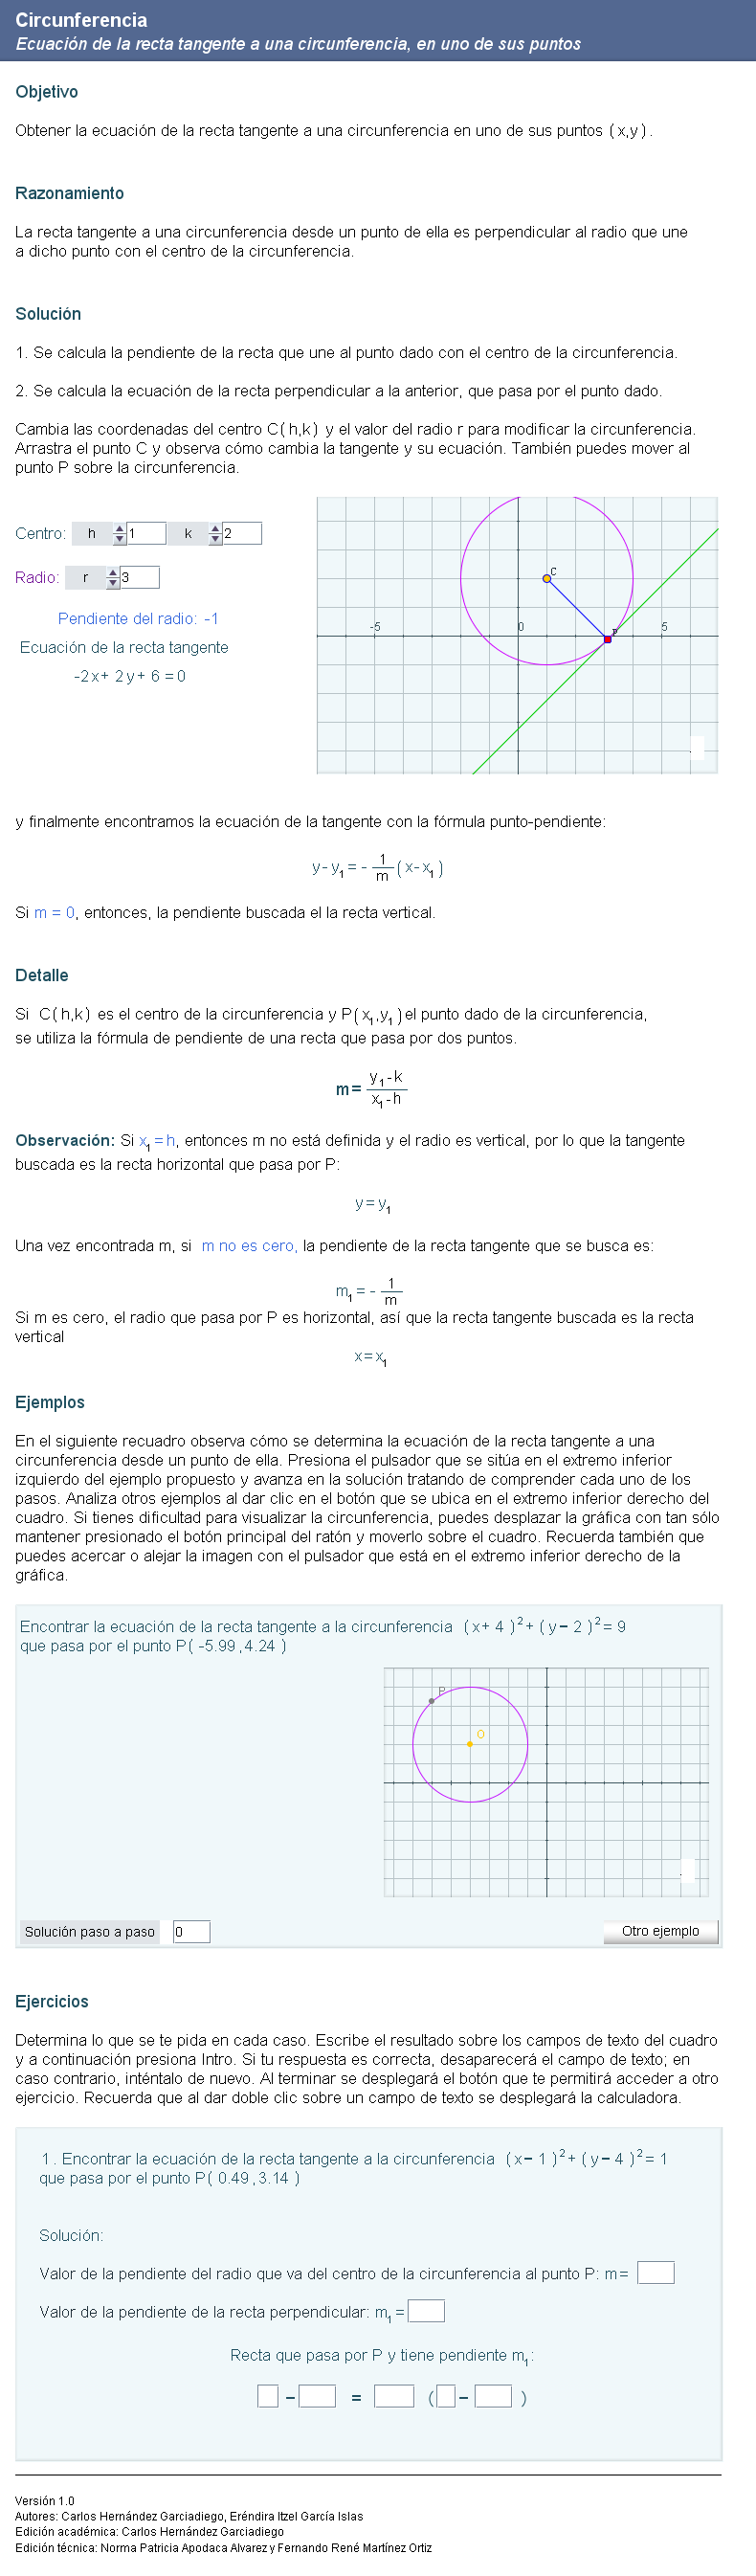 Circunferencia
Ecuación de la recta tangente a una circunferencia, en uno de sus puntos
Objetivo
Obtener la ecuación de la recta tangente a una circunferencia en uno de sus puntos (x,y).
Razonamiento
La recta tangente a una circunferencia desde un punto de ella es perpendicular al radio que une
a dicho punto con el centro de la circunferencia.
Solución
1. Se calcula la pendiente de la recta que une al punto dado con el centro de la circunferencia.
2. Se calcula la ecuación de la recta perpendicular a la anterior, que pasa por el punto dado.
Cambia las coordenadas del centro C(h,k) y el valor del radio r para modificar la circunferencia.
Arrastra el punto C y observa cómo cambia la tangente y su ecuación. También puedes mover al
punto P sobre la circunferencia.
Centro: h 1 k 2
Radio: r 3
Pendiente del radio: -1
Ecuación de la recta tangente
-2x+ 2y+ 6=0
C
-5 0 P 5
y finalmente encontramos la ecuación de la tangente con la fórmula punto-pendiente:
y-y₁=-1/m(x-x₁)
Si m = 0, entonces, la pendiente buscada el la recta vertical.
Detalle
Si C(h,k) es el centro de la circunferencia y P(x₁,y₁) el punto dado de la circunferencia,
se utiliza la fórmula de pendiente de una recta que pasa por dos puntos.
m= y₁-k / x₁-h
Observación: Si x₁=h, entonces m no está definida y el radio es vertical, por lo que la tangente
buscada es la recta horizontal que pasa por P:
y=y₁
Una vez encontrada m, si m no es cero, la pendiente de la recta tangente que se busca es:
m₁=-1/m
Si m es cero, el radio que pasa por P es horizontal, así que la recta tangente buscada es la recta
vertical
x=x₁
Ejemplos
En el siguiente recuadro observa cómo se determina la ecuación de la recta tangente a una
circunferencia desde un punto de ella. Presiona el pulsador que se sitúa en el extremo inferior
izquierdo del ejemplo propuesto y avanza en la solución tratando de comprender cada uno de los
pasos. Analiza otros ejemplos al dar clic en el botón que se ubica en el extremo inferior derecho del
cuadro. Si tienes dificultad para visualizar la circunferencia, puedes desplazar la gráfica con tan sólo
mantener presionado el botón principal del ratón y moverlo sobre el cuadro. Recuerda también que
puedes acercar o alejar la imagen con el pulsador que está en el extremo inferior derecho de la
gráfica.
Encontrar la ecuación de la recta tangente a la circunferencia (x+ 4 )²+(y− 2 )²= 9
que pasa por el punto P( -5.99 ,4.24 )
P
O
Solución paso a paso 0
Otro ejemplo
Ejercicios
Determina lo que se te pida en cada caso. Escribe el resultado sobre los campos de texto del cuadro
y a continuación presiona Intro. Si tu respuesta es correcta, desaparecerá el campo de texto; en
caso contrario, inténtalo de nuevo. Al terminar se desplegará el botón que te permitirá acceder a otro
ejercicio. Recuerda que al dar doble clic sobre un campo de texto se desplegará la calculadora.
1. Encontrar la ecuación de la recta tangente a la circunferencia (x− 1 )²+(y− 4 )²= 1
que pasa por el punto P( 0.49 ,3.14 )
Solución:
Valor de la pendiente del radio que va del centro de la circunferencia al punto P: m=
Valor de la pendiente de la recta perpendicular: m₁=
Recta que pasa por P y tiene pendiente m₁:
− = ( − )
Versión 1.0
Autores: Carlos Hernández Garciadiego, Eréndira Itzel García Islas
Edición académica: Carlos Hernández Garciadiego
Edición técnica: Norma Patricia Apodaca Alvarez y Fernando René Martínez Ortiz